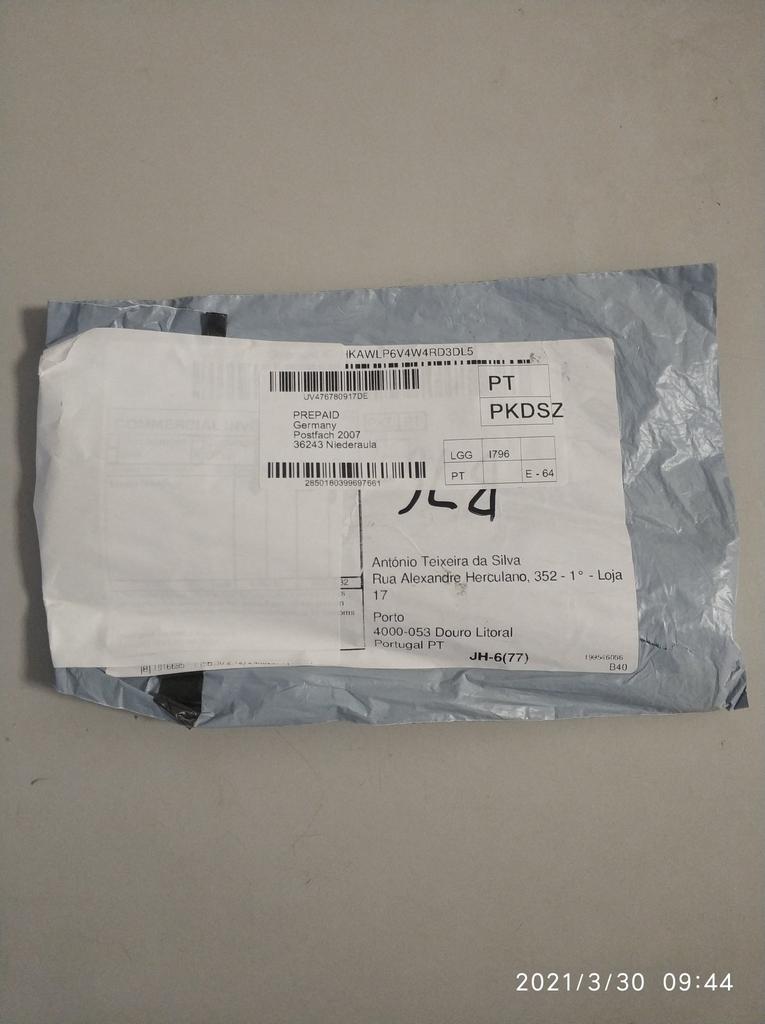 IKAWLP6V4W4RD3DL5
UV476780917DE
PT
PKDSZ
PREPAID
Germany
Postfach 2007
36243 Niederaula
LGG I796
PT E - 64
2850180399697661
António Teixeira da Silva
Rua Alexandre Herculano, 352 - 1° - Loja
17
Porto
4000-053 Douro Litoral
Portugal PT
JH-6(77)
B40
2021/3/30 09:44